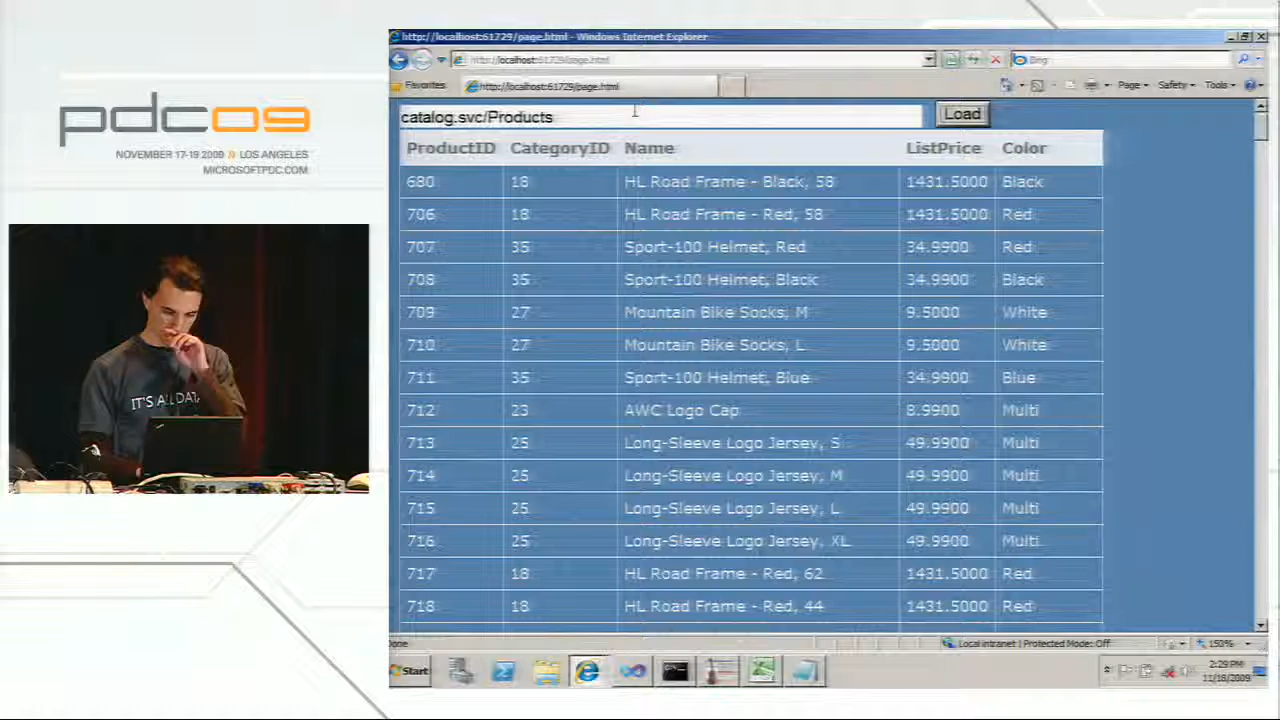 pdc09
NOVEMBER 17-19 2009 » LOS ANGELES
MICROSOFTPDC.COM
IT'S ALL DATA
http://localhost:61729/page.html - Windows Internet Explorer
http://localhost:61729/page.html
Bing
Favorites
http://localhost:61729/page.html
Page
Safety
Tools
catalog.svc/Products
Load
ProductID CategoryID Name ListPrice Color
680 18 HL Road Frame - Black, 58 1431.5000 Black
706 18 HL Road Frame - Red, 58 1431.5000 Red
707 35 Sport-100 Helmet, Red 34.9900 Red
708 35 Sport-100 Helmet, Black 34.9900 Black
709 27 Mountain Bike Socks, M 9.5000 White
710 27 Mountain Bike Socks, L 9.5000 White
711 35 Sport-100 Helmet, Blue 34.9900 Blue
712 23 AWC Logo Cap 8.9900 Multi
713 25 Long-Sleeve Logo Jersey, S 49.9900 Multi
714 25 Long-Sleeve Logo Jersey, M 49.9900 Multi
715 25 Long-Sleeve Logo Jersey, L 49.9900 Multi
716 25 Long-Sleeve Logo Jersey, XL 49.9900 Multi
717 18 HL Road Frame - Red, 62 1431.5000 Red
718 18 HL Road Frame - Red, 44 1431.5000 Red
Done
Local intranet | Protected Mode: Off
150%
Start
2:29 PM
11/18/2009